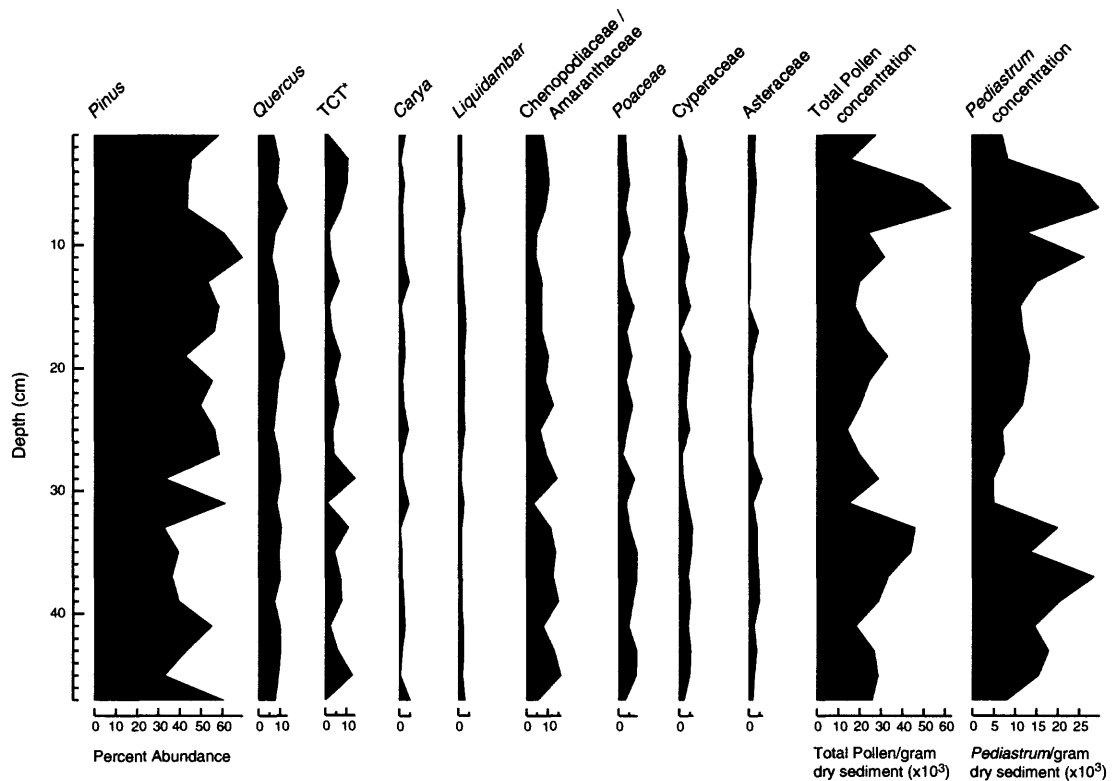 Pinus
Quercus
TCT*
Carya
Liquidambar
Chenopodiaceae /
Amaranthaceae
Poaceae
Cyperaceae
Asteraceae
Total Pollen
concentration
Pediastrum
concentration
Depth (cm)
10
20
30
40
0 10 20 30 40 50 60
0 10
0 10
0
0
0 10
0
0
0
0 10 20 30 40 50 60
0 5 10 15 20 25
Percent Abundance
Total Pollen/gram
dry sediment (x10³)
Pediastrum/gram
dry sediment (x10³)